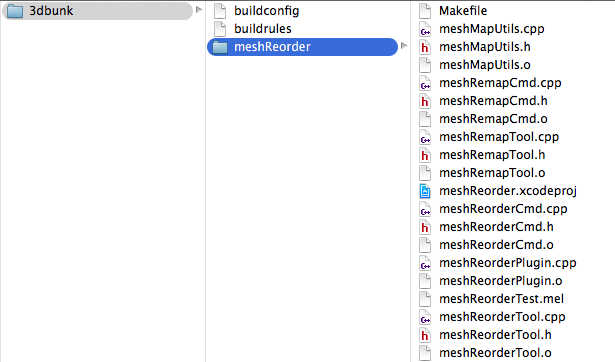 3dbunk
buildconfig
buildrules
meshReorder
Makefile
meshMapUtils.cpp
meshMapUtils.h
meshMapUtils.o
meshRemapCmd.cpp
meshRemapCmd.h
meshRemapCmd.o
meshRemapTool.cpp
meshRemapTool.h
meshRemapTool.o
meshReorder.xcodeproj
meshReorderCmd.cpp
meshReorderCmd.h
meshReorderCmd.o
meshReorderPlugin.cpp
meshReorderPlugin.o
meshReorderTest.mel
meshReorderTool.cpp
meshReorderTool.h
meshReorderTool.o